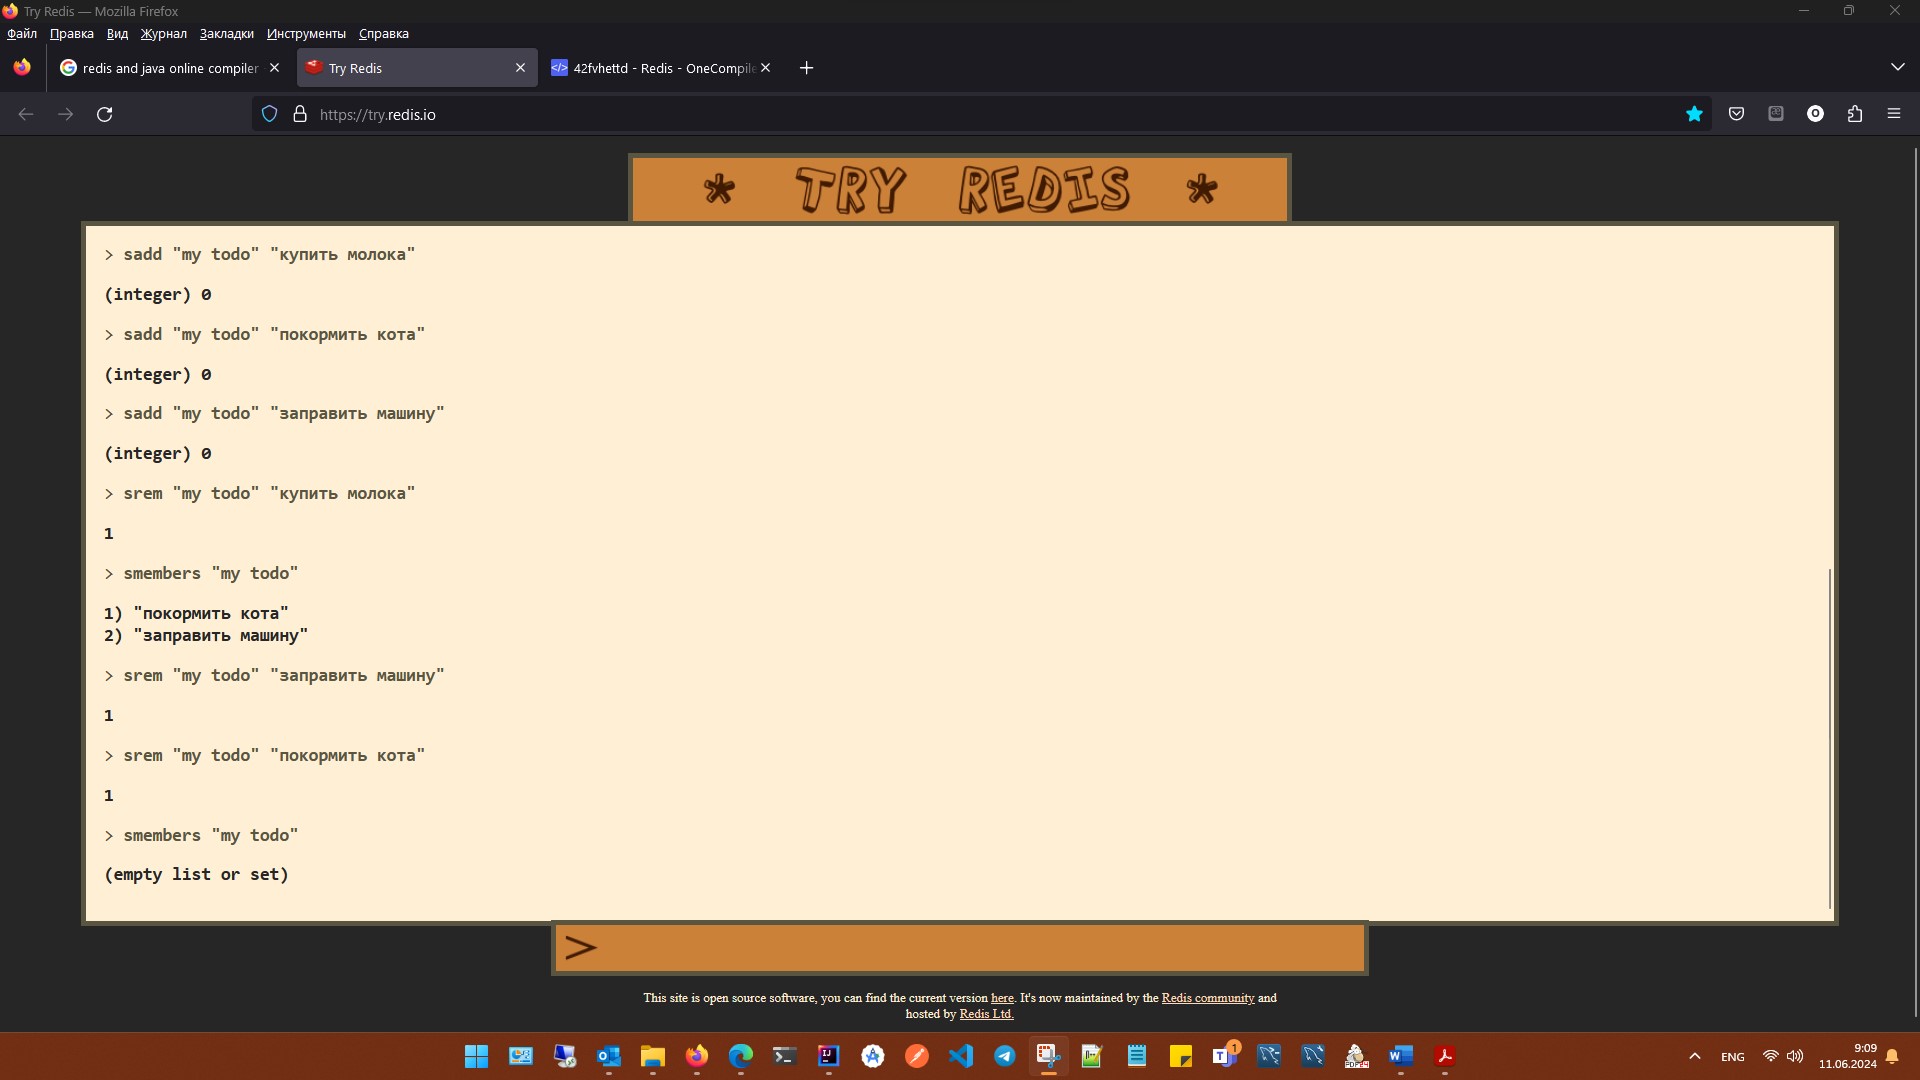 Try Redis — Mozilla Firefox
Файл Правка Вид Журнал Закладки Инструменты Справка
redis and java online compiler
Try Redis
42fvhettd - Redis - OneCompile
https://try.redis.io
* TRY REDIS *
> sadd "my todo" "купить молока"
(integer) 0
> sadd "my todo" "покормить кота"
(integer) 0
> sadd "my todo" "заправить машину"
(integer) 0
> srem "my todo" "купить молока"
1
> smembers "my todo"
1) "покормить кота"
2) "заправить машину"
> srem "my todo" "заправить машину"
1
> srem "my todo" "покормить кота"
1
> smembers "my todo"
(empty list or set)
>
This site is open source software, you can find the current version here. It's now maintained by the Redis community and
hosted by Redis Ltd.
1
ENG
9:09
11.06.2024